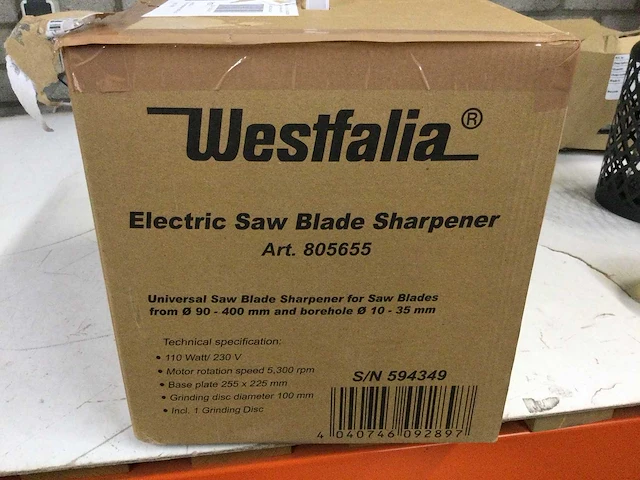 Westfalia®
Electric Saw Blade Sharpener
Art. 805655
Universal Saw Blade Sharpener for Saw Blades
from Ø 90 - 400 mm and borehole Ø 10 - 35 mm
Technical specification:
• 110 Watt/ 230 V
• Motor rotation speed 5,300 rpm
• Base plate 255 x 225 mm
• Grinding disc diameter 100 mm
• Incl. 1 Grinding Disc
S/N 594349
4 040746 092897